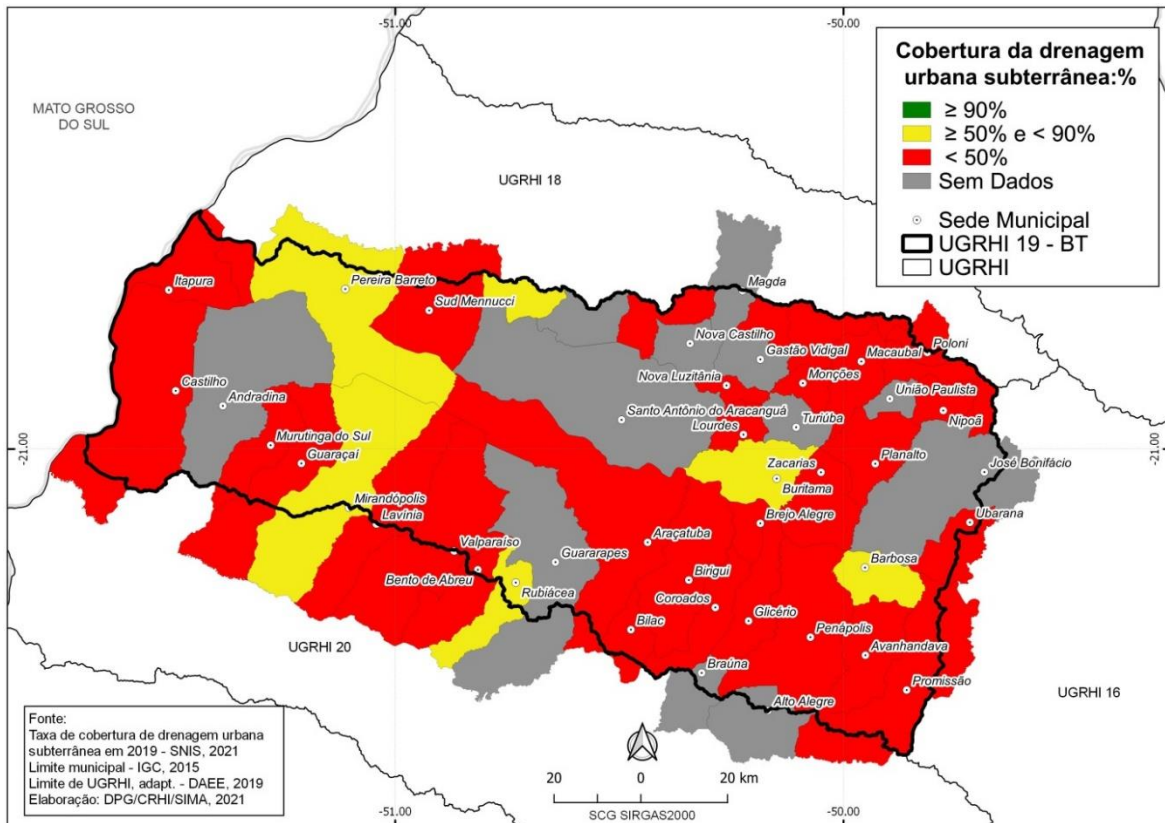 -51.00
-50.00
Cobertura da drenagem
urbana subterrânea:%
≥ 90%
≥ 50% e < 90%
< 50%
Sem Dados
Sede Municipal
UGRHI 19 - BT
UGRHI
MATO GROSSO
DO SUL
UGRHI 18
Itapura
Pereira Barreto
Sud Mennucci
Magda
Nova Castilho
Gastão Vidigal
Macaubal
Poloni
Castilho
Andradina
Nova Luzitânia
Monções
União Paulista
Nipoã
Santo Antônio do Aracanguá
Lourdes
Turiúba
-21.00
-21.00
Murutinga do Sul
Guaraçaí
Zacarias
Planalto
José Bonifácio
Buritama
Mirandópolis
Lavínia
Brejo Alegre
Ubarana
Araçatuba
Valparaíso
Guararapes
Barbosa
Bento de Abreu
Rubiácea
Birigui
Coroados
Glicério
Bilac
Penápolis
Avanhandava
UGRHI 20
Braúna
Promissão
UGRHI 16
Alto Alegre
Fonte:
Taxa de cobertura de drenagem urbana
subterrânea em 2019 - SNIS, 2021
Limite municipal - IGC, 2015
Limite de UGRHI, adapt. - DAEE, 2019
Elaboração: DPG/CRHI/SIMA, 2021
20 0 20 km
SCG SIRGAS2000
-51.00
-50.00